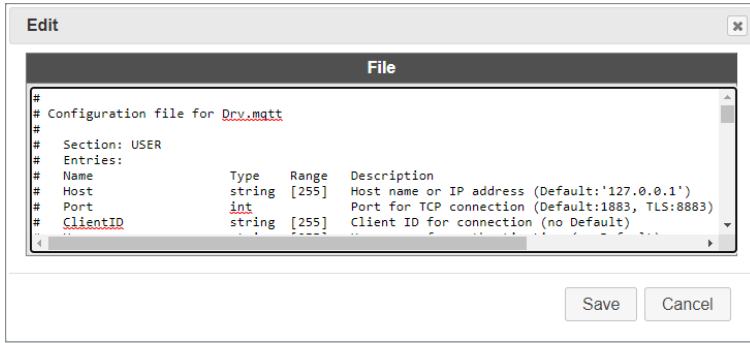 Edit
File
#
# Configuration file for Drv.mqtt
#
#   Section: USER
#   Entries:
#   Name             Type    Range   Description
#   Host             string  [255]   Host name or IP address (Default:'127.0.0.1')
#   Port             int             Port for TCP connection (Default:1883, TLS:8883)
#   ClientID         string  [255]   Client ID for connection (no Default)
Save
Cancel